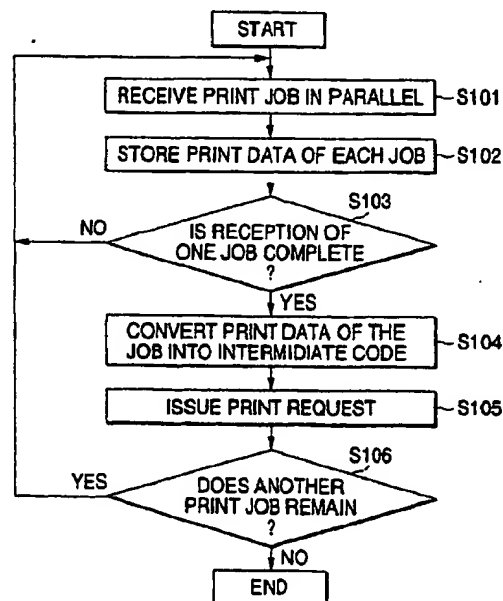 START
RECEIVE PRINT JOB IN PARALLEL
S101
STORE PRINT DATA OF EACH JOB
S102
S103
NO
IS RECEPTION OF
ONE JOB COMPLETE
?
YES
CONVERT PRINT DATA OF THE
JOB INTO INTERMIDIATE CODE
S104
ISSUE PRINT REQUEST
S105
S106
YES
DOES ANOTHER
PRINT JOB REMAIN
?
NO
END